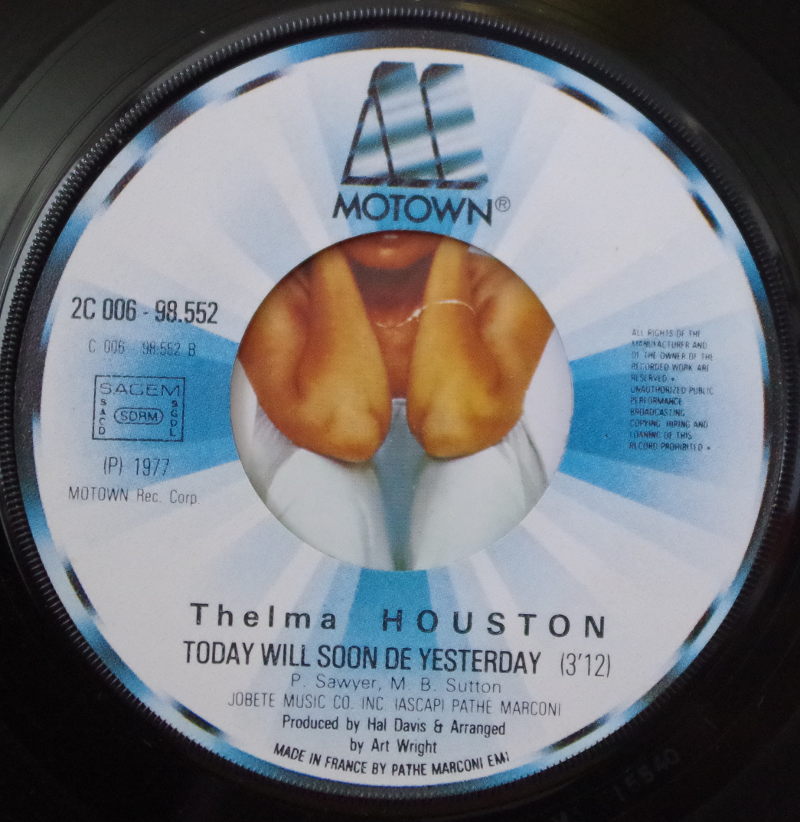 MOTOWN®
2C 006 - 98.552
C 006 - 98.552 B
SACEM
SACD
SDRM
SGDL
(P) 1977
MOTOWN Rec. Corp.
ALL RIGHTS OF THE
MANUFACTURER AND
OF THE OWNER OF THE
RECORDED WORK ARE
RESERVED •
UNAUTHORIZED PUBLIC
PERFORMANCE
BROADCASTING
COPYING HIRING AND
LOANING OF THIS
RECORD PROHIBITED •
Thelma HOUSTON
TODAY WILL SOON DE YESTERDAY (3'12)
P. Sawyer, M. B. Sutton
JOBETE MUSIC CO. INC. (ASCAP) PATHE MARCONI
Produced by Hal Davis & Arranged
by Art Wright
MADE IN FRANCE BY PATHE MARCONI EMI